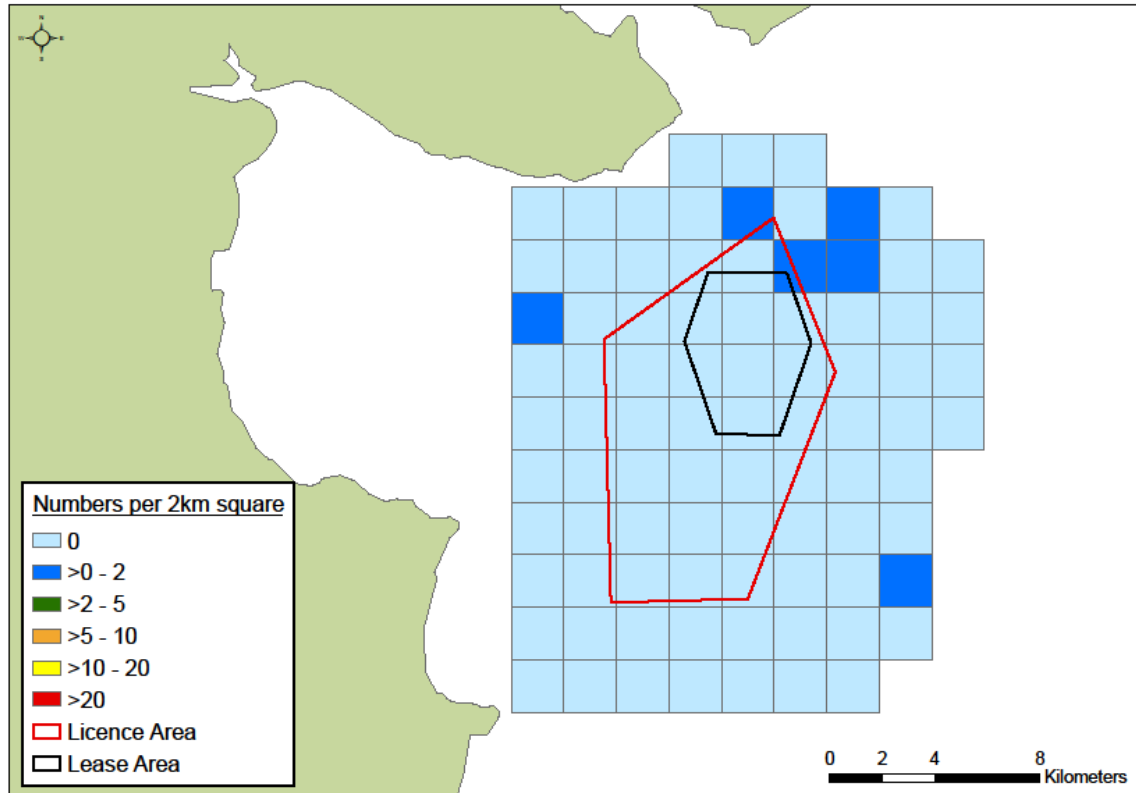 N
E
S
Numbers per 2km square
0
>0 - 2
>2 - 5
>5 - 10
>10 - 20
>20
Licence Area
Lease Area
0 2 4 8
Kilometers